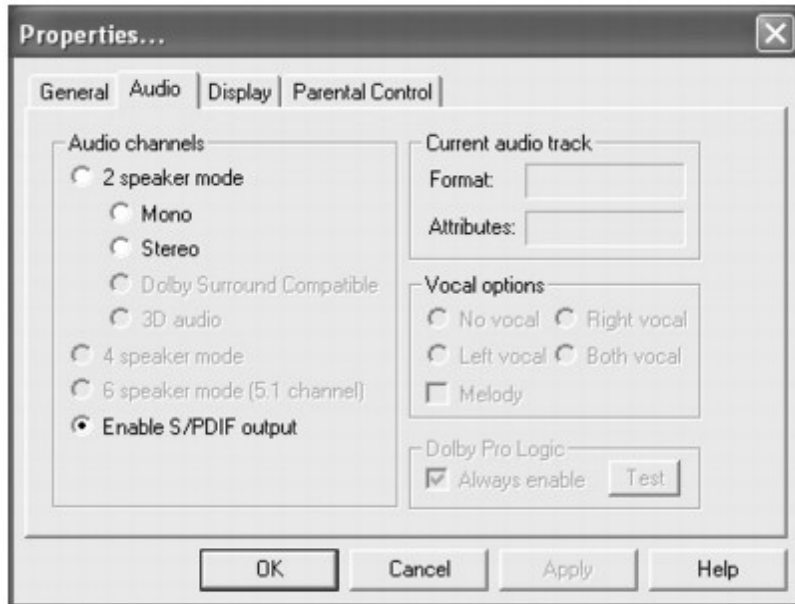 Properties...
General Audio Display Parental Control
Audio channels
2 speaker mode
Mono
Stereo
Dolby Surround Compatible
3D audio
4 speaker mode
6 speaker mode (5.1 channel)
Enable S/PDIF output
Current audio track
Format:
Attributes:
Vocal options
No vocal Right vocal
Left vocal Both vocal
Melody
Dolby Pro Logic
Always enable Test
OK Cancel Apply Help